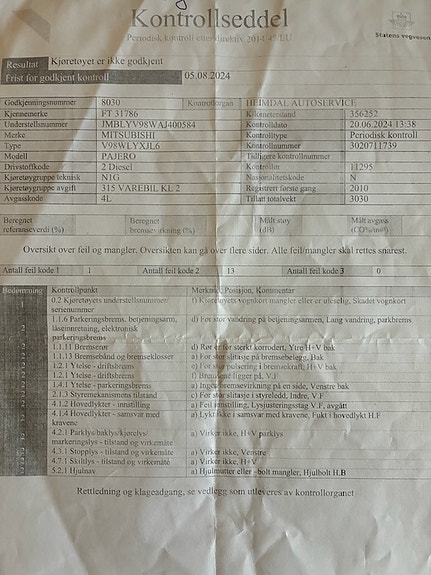 Kontrollseddel
Periodisk kontroll etter direktiv 2014/45/EU
Statens vegvesen
Resultat Kjøretøyet er ikke godkjent
Frist for godkjent kontroll 05.08.2024
Godkjenningsnummer 8030 Kontrollorgan HEIMDAL AUTOSERVICE
Kjennemerke FT 31786 Kilometerstand 356252
Understellsnummer JMBLYV98WAJ400584 Kontrolldato 20.06.2024 13:38
Merke MITSUBISHI Kontrolltype Periodisk kontroll
Type V98WLYXJL6 Kontrollnummer 3020711739
Modell PAJERO Tidligere kontrollnummer
Drivstoffkode 2 Diesel Kontrollør 11295
Kjøretøygruppe teknisk N1G Nasjonalitetskode N
Kjøretøygruppe avgift 315 VAREBIL KL 2 Registrert første gang 2010
Avgasskode 4L Tillatt totalvekt 3030
Beregnet referanseverdi (%) Beregnet bremsevirkning (%) Målt støy (dB) Målt avgass
Oversikt over feil og mangler. Oversikten kan gå over flere sider. Alle feil/mangler skal rettes snarest.
Antall feil kode 1 1 Antall feil kode 2 13 Antall feil kode 3 0
Bedømming Kontrollpunkt Merknad, Posisjon, Kommentar
1 0.2 Kjøretøyets understellsnummer/ f) Kjøretøyets vognkort mangler eller er uleselig, Skadet vognkort
serienummer
1.1.6 Parkeringsbrems, betjeningsarm, d) For stor vandring på betjeningsarmen, Lang vandring, parkbrems
låseinnretning, elektronisk
2 parkeringsbrems
2 1.1.11 Bremserør d) Rør er for sterkt korrodert, Ytre H+V bak
2 1.1.13 Bremsebånd og bremseklosser a) For stor slitasje på bremsebelegg, Bak
2 1.2.1 Ytelse - driftsbrems e) For stor pulsering i bremsekraft, H+V bak
2 1.2.1 Ytelse - driftsbrems Bremsene ligger på, V.F
2 1.4.1 Ytelse - parkeringsbrems a) Ingen bremsevirkning på en side, Venstre bak
2 2.1.3 Styremekanismens tilstand c) For stor slitasje i styreledd, Indre, V.F
2 4.1.2 Hovedlykter - innstilling a) Feil innstilling, Lysjusteringsstag V.F, avgått
4.1.4 Hovedlykter - samsvar med Lykt ikke i samsvar med kravene, Fukt i hovedlykt H.F
2 kravene
4.2.1 Parklys/baklys/kjørelys/ a) Virker ikke, H+V parklys
markeringslys - tilstand og virkemåte
2 4.3.1 Stopplys - tilstand og virkemåte a) Virker ikke, Venstre
2 4.7.1 Skiltlys - tilstand og virkemåte a) Virker ikke, H+V
2 5.2.1 Hjulnav a) Hjulmutter eller - bolt mangler, Hjulbolt H.B
Rettledning og klageadgang, se vedlegg som utleveres av kontrollorganet